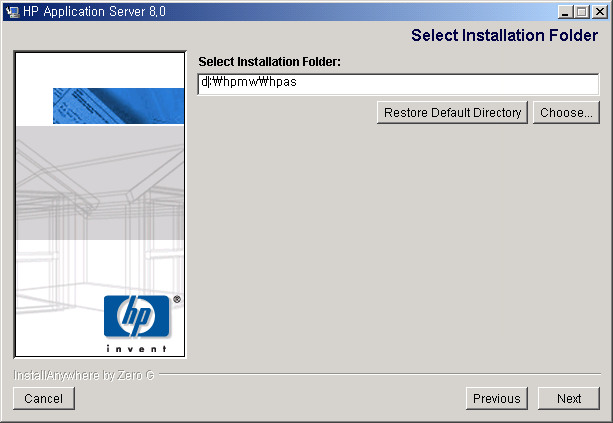 HP Application Server 8,0
Select Installation Folder
Select Installation Folder:
d:₩hpmw₩hpas
Restore Default Directory
Choose...
hp
®
invent
InstallAnywhere by Zero G
Cancel
Previous
Next